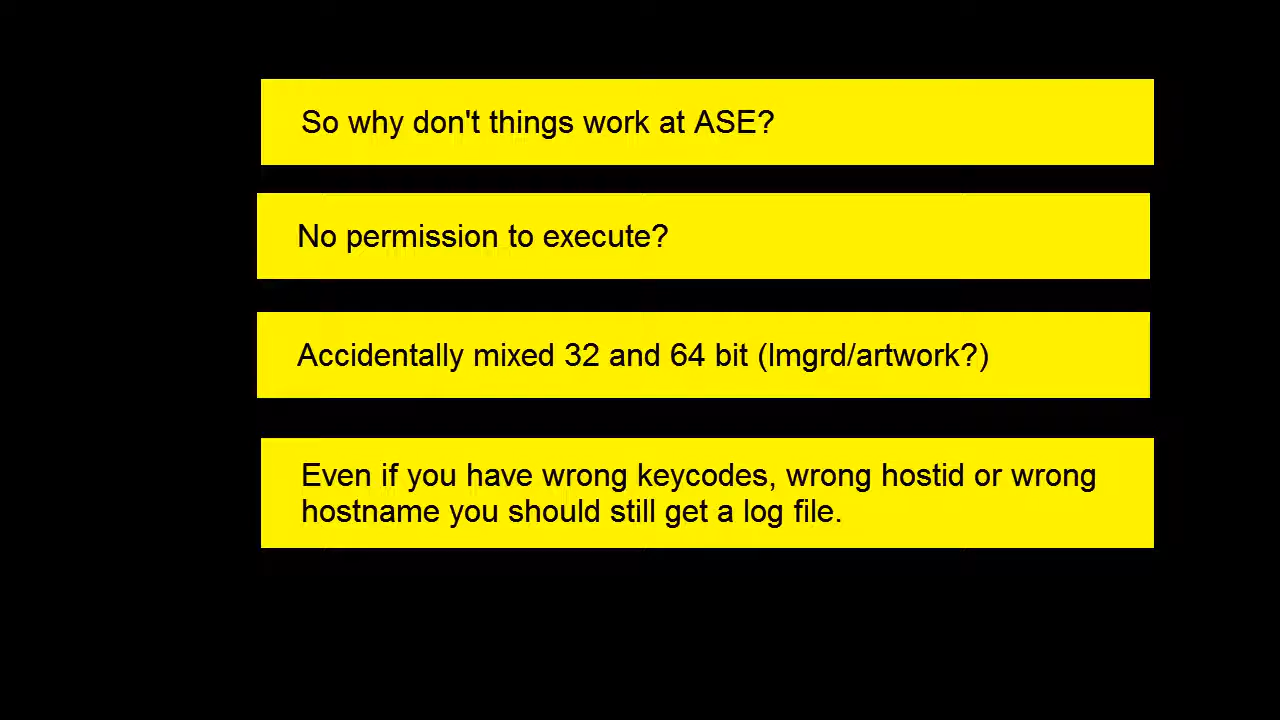 So why don't things work at ASE?
No permission to execute?
Accidentally mixed 32 and 64 bit (lmgrd/artwork?)
Even if you have wrong keycodes, wrong hostid or wrong
hostname you should still get a log file.